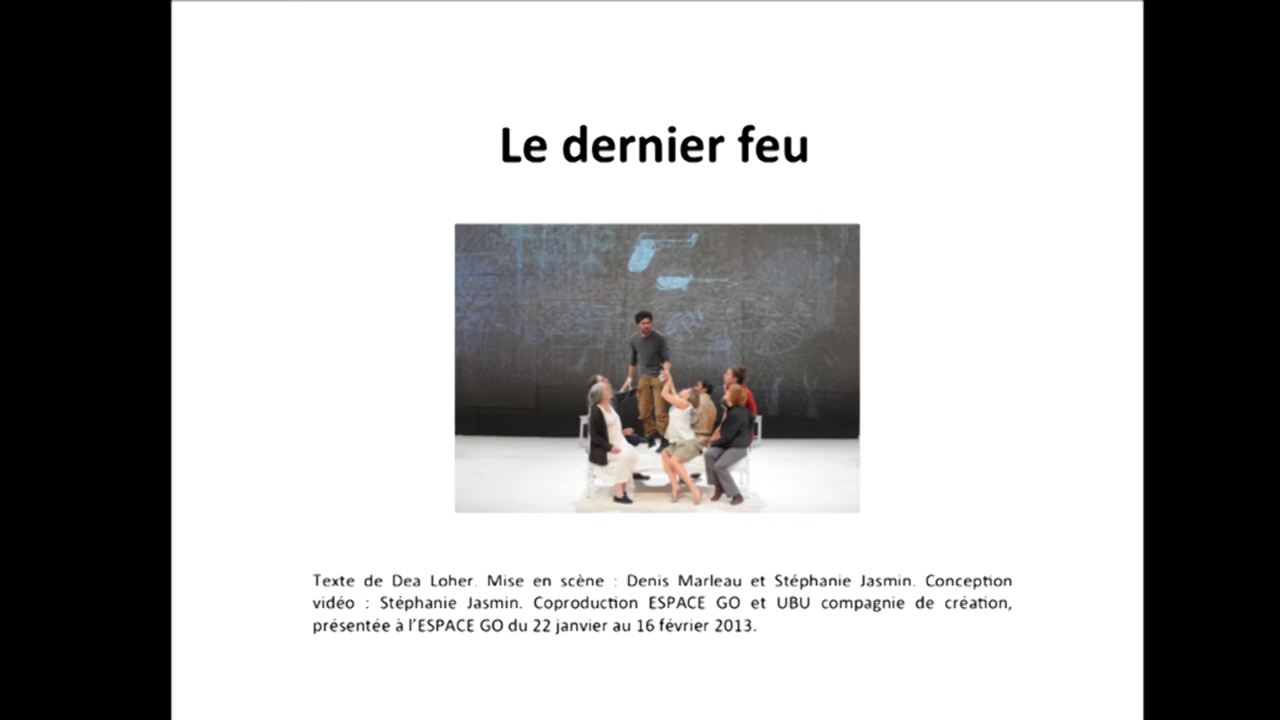 Le dernier feu
Texte de Dea Loher. Mise en scène : Denis Marleau et Stéphanie Jasmin. Conception
vidéo : Stéphanie Jasmin. Coproduction ESPACE GO et UBU compagnie de création,
présentée à l'ESPACE GO du 22 janvier au 16 février 2013.